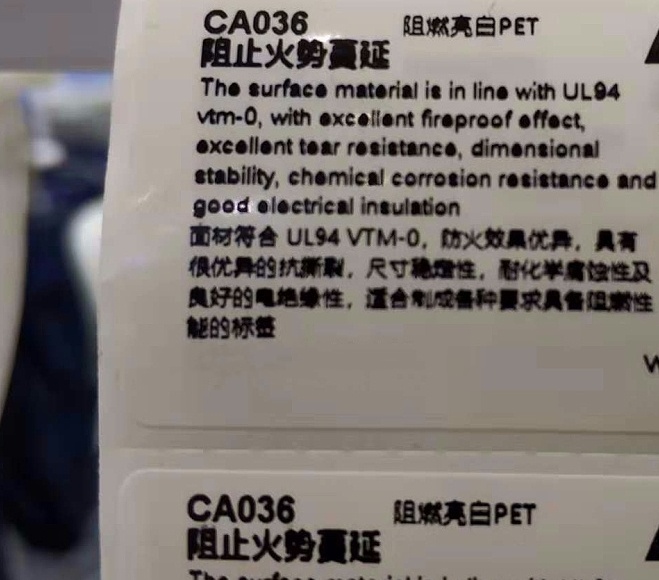 CA036 阻燃亮白PET
阻止火势蔓延
The surface material is in line with UL94
vtm-0, with excellent fireproof effect,
excellent tear resistance, dimensional
stability, chemical corrosion resistance and
good electrical insulation
面材符合 UL94 VTM-0，防火效果优异，具有
很优异的抗撕裂，尺寸稳定性，耐化学腐蚀性及
良好的电绝缘性，适合制成各种要求具备阻燃性
能的标签
CA036 阻燃亮白PET
阻止火势蔓延